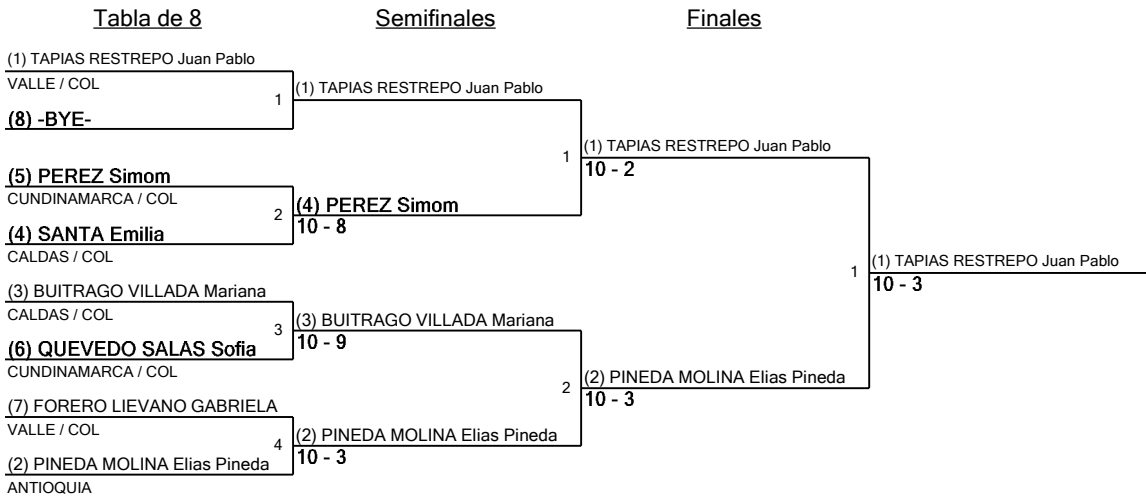 Tabla de 8
Semifinales
Finales
(1) TAPIAS RESTREPO Juan Pablo
VALLE / COL
1
(8) -BYE-
(1) TAPIAS RESTREPO Juan Pablo
(5) PEREZ Simom
CUNDINAMARCA / COL
2
(4) SANTA Emilia
CALDAS / COL
(4) PEREZ Simom
10 - 8
1
(1) TAPIAS RESTREPO Juan Pablo
10 - 2
(3) BUITRAGO VILLADA Mariana
CALDAS / COL
3
(6) QUEVEDO SALAS Sofia
CUNDINAMARCA / COL
(3) BUITRAGO VILLADA Mariana
10 - 9
(7) FORERO LIEVANO GABRIELA
VALLE / COL
4
(2) PINEDA MOLINA Elias Pineda
ANTIOQUIA
(2) PINEDA MOLINA Elias Pineda
10 - 3
2
(2) PINEDA MOLINA Elias Pineda
10 - 3
1
(1) TAPIAS RESTREPO Juan Pablo
10 - 3